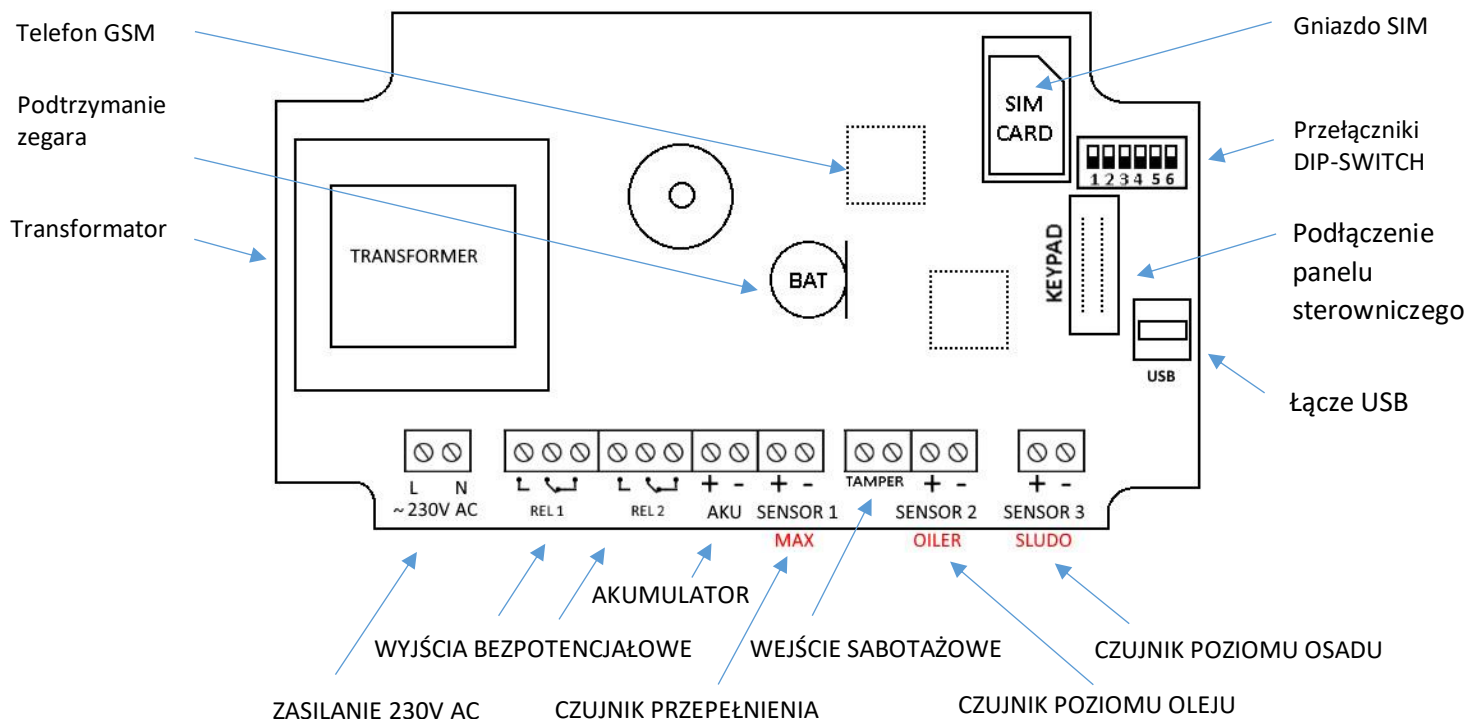 Telefon GSM
Podtrzymanie
zegara
Transformator
Gniazdo SIM
Przełączniki
DIP-SWITCH
Podłączenie
panelu
sterowniczego
Łącze USB
SIM
CARD
1 2 3 4 5 6
KEYPAD
TRANSFORMER
BAT
USB
L N
~ 230V AC
REL 1
REL 2
+ -
AKU
+ -
SENSOR 1
MAX
TAMPER
+ -
SENSOR 2
OILER
+ -
SENSOR 3
SLUDO
AKUMULATOR
WYJŚCIA BEZPOTENCJAŁOWE
WEJŚCIE SABOTAŻOWE
CZUJNIK POZIOMU OSADU
ZASILANIE 230V AC
CZUJNIK PRZEPEŁNIENIA
CZUJNIK POZIOMU OLEJU